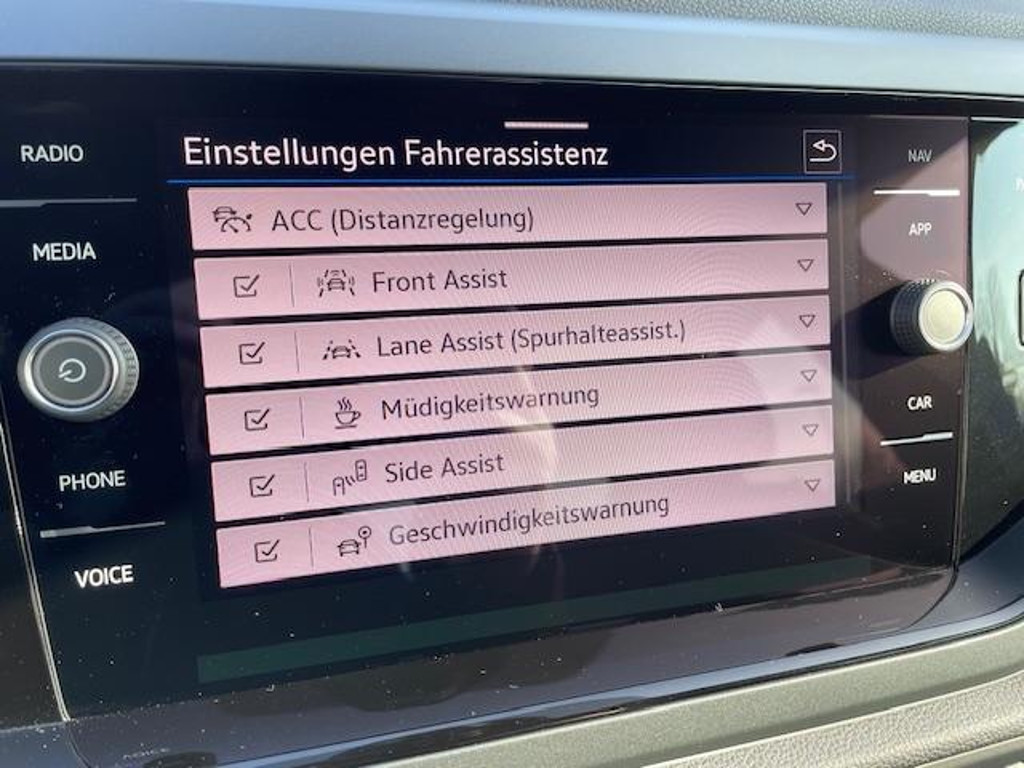 RADIO
MEDIA
PHONE
VOICE
Einstellungen Fahrerassistenz
ACC (Distanzregelung)
Front Assist
Lane Assist (Spurhalteassist.)
Müdigkeitswarnung
Side Assist
Geschwindigkeitswarnung
NAV
APP
CAR
MENU